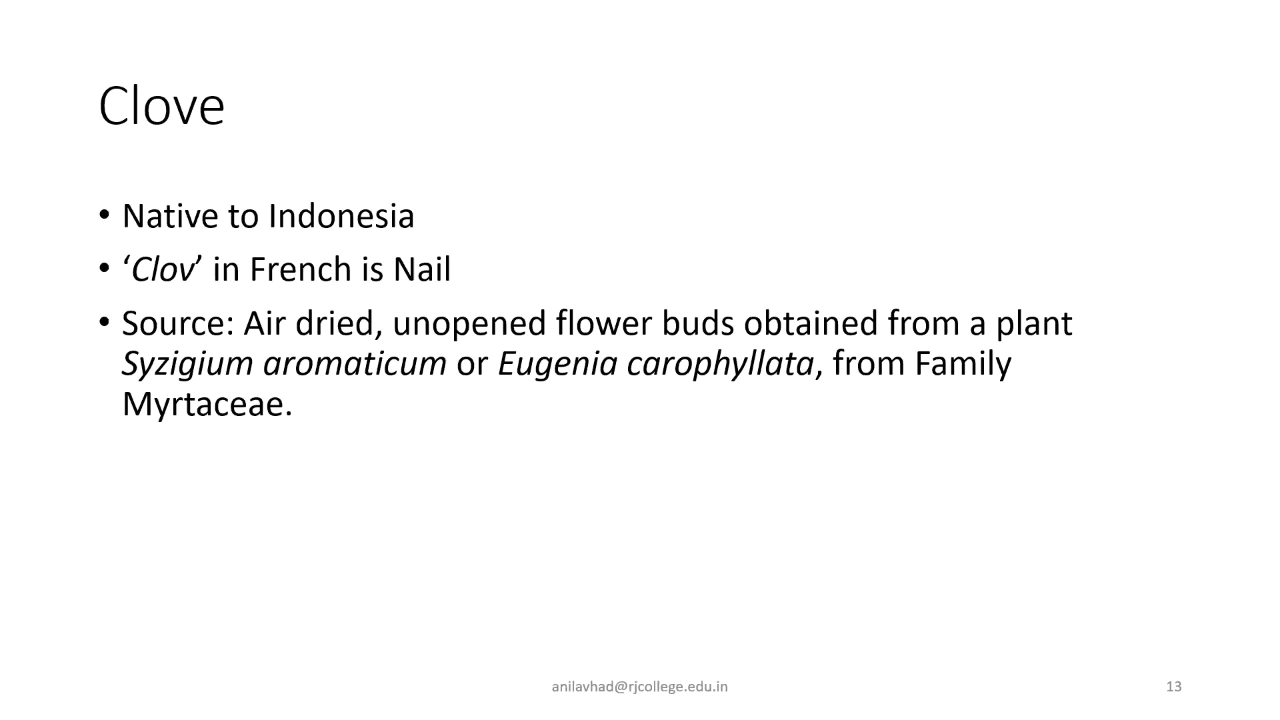 Clove
• Native to Indonesia
• ‘Clov’ in French is Nail
• Source: Air dried, unopened flower buds obtained from a plant
Syzigium aromaticum or Eugenia carophyllata, from Family
Myrtaceae.
anilavhad@rjcollege.edu.in
13